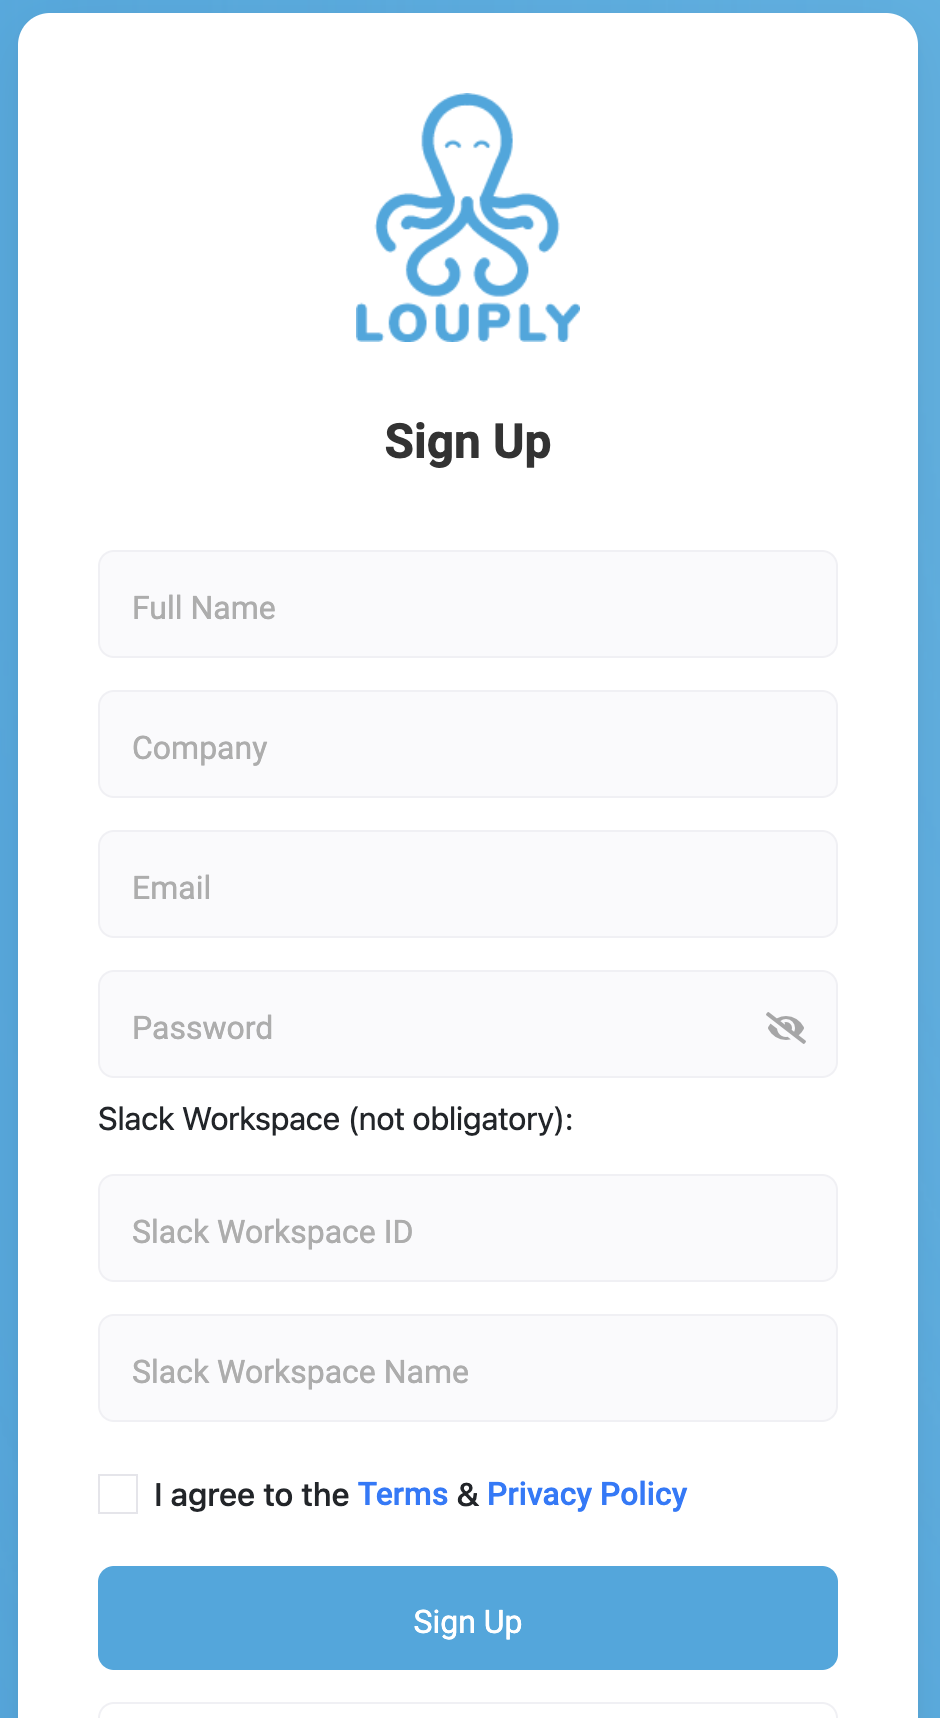 LOUPLY
Sign Up
Full Name
Company
Email
Password
Slack Workspace (not obligatory):
Slack Workspace ID
Slack Workspace Name
I agree to the Terms & Privacy Policy
Sign Up